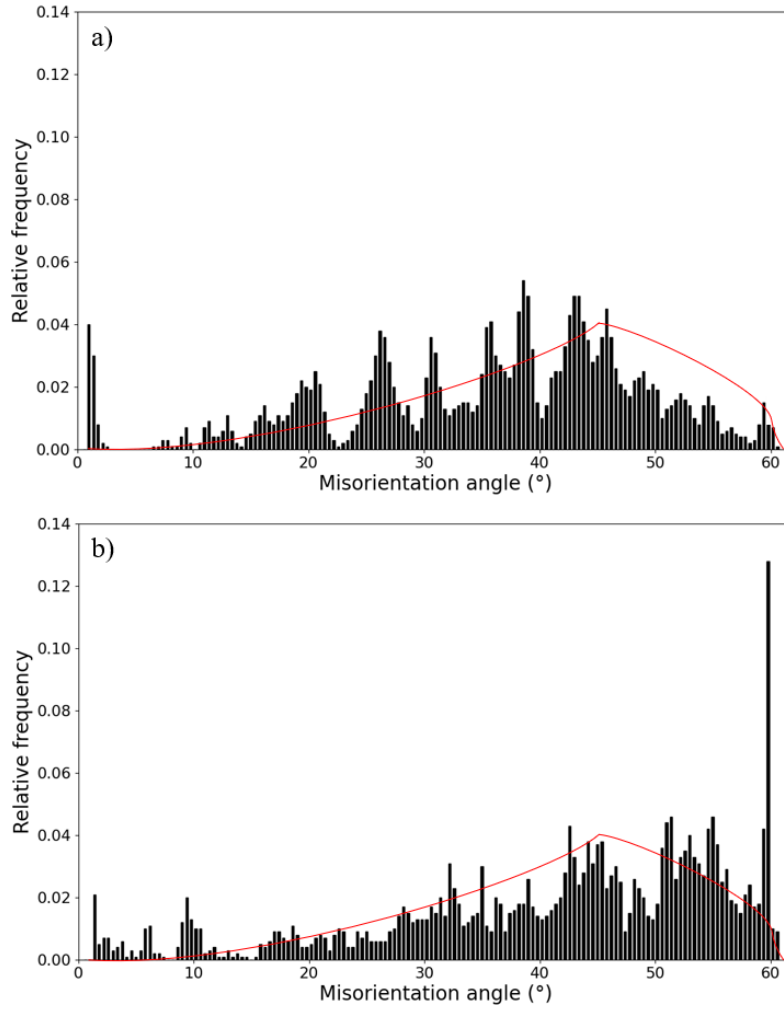 a)
0.14
0.12
0.10
0.08
0.06
0.04
0.02
0.00
Relative frequency
0 10 20 30 40 50 60
Misorientation angle (°)
b)
0.14
0.12
0.10
0.08
0.06
0.04
0.02
0.00
Relative frequency
0 10 20 30 40 50 60
Misorientation angle (°)